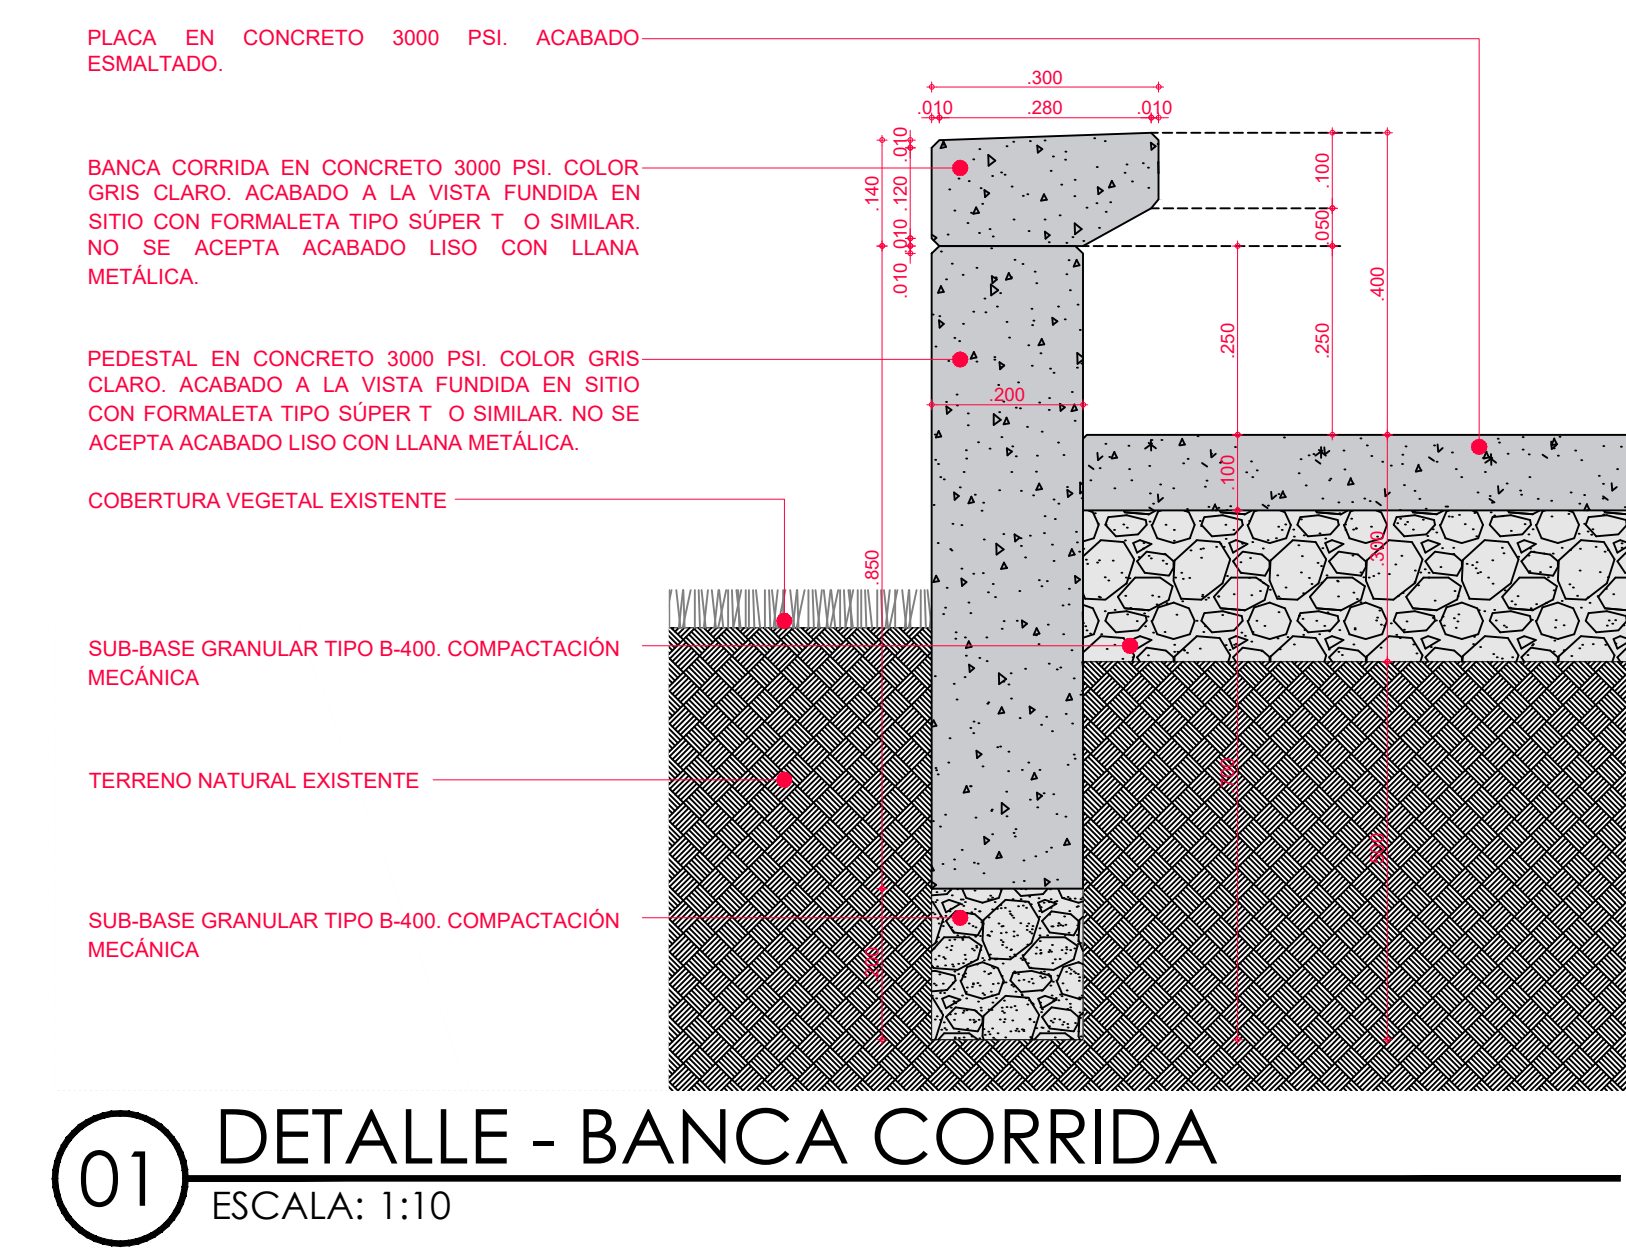 PLACA EN CONCRETO 3000 PSI. ACABADO
ESMALTADO.
.300
.010
.280
.010
BANCA CORRIDA EN CONCRETO 3000 PSI. COLOR
GRIS CLARO. ACABADO A LA VISTA FUNDIDA EN
SITIO CON FORMALETA TIPO SÚPER T O SIMILAR.
NO SE ACEPTA ACABADO LISO CON LLANA
METÁLICA.
.140
.010
.120
.010
.010
.100
.050
.400
.250
.250
PEDESTAL EN CONCRETO 3000 PSI. COLOR GRIS
CLARO. ACABADO A LA VISTA FUNDIDA EN SITIO
CON FORMALETA TIPO SÚPER T O SIMILAR. NO SE
ACEPTA ACABADO LISO CON LLANA METÁLICA.
.200
.100
COBERTURA VEGETAL EXISTENTE
.850
.300
SUB-BASE GRANULAR TIPO B-400. COMPACTACIÓN
MECÁNICA
TERRENO NATURAL EXISTENTE
.700
.500
SUB-BASE GRANULAR TIPO B-400. COMPACTACIÓN
MECÁNICA
.200
01
DETALLE - BANCA CORRIDA
ESCALA: 1:10